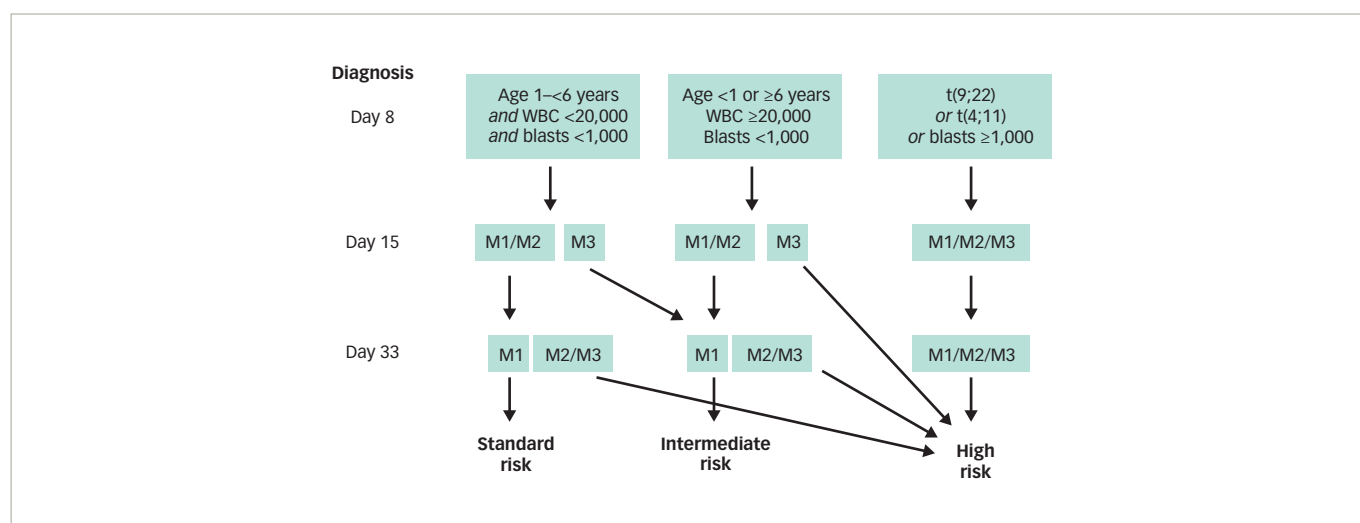 Diagnosis
Day 8
Age 1–<6 years
and WBC <20,000
and blasts <1,000
Age <1 or ≥6 years
WBC ≥20,000
Blasts <1,000
t(9;22)
or t(4;11)
or blasts ≥1,000
Day 15
M1/M2
M3
M1/M2
M3
M1/M2/M3
Day 33
M1
M2/M3
M1
M2/M3
M1/M2/M3
Standard
risk
Intermediate
risk
High
risk